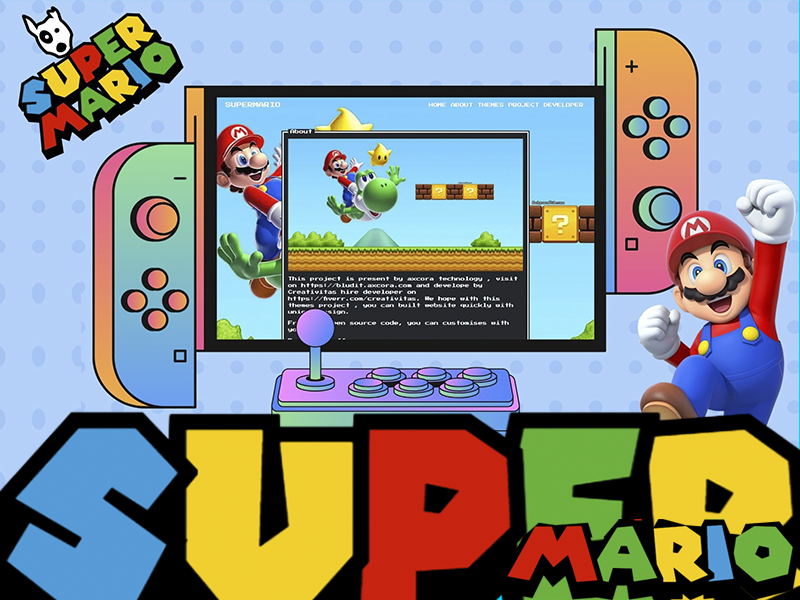 SUPER
MARIO
SUPERMARIO
HOME ABOUT THEMES PROJECT DEVELOPER
About
M
M
M
?
?
?
This project is present by axcora technology , visit
on https://bludit.axcora.com and develope by
Creativitas hire developer on
https://fiverr.com/creativitas. We hope with this
themes project , you can built website quickly with
SUPER
MARIO